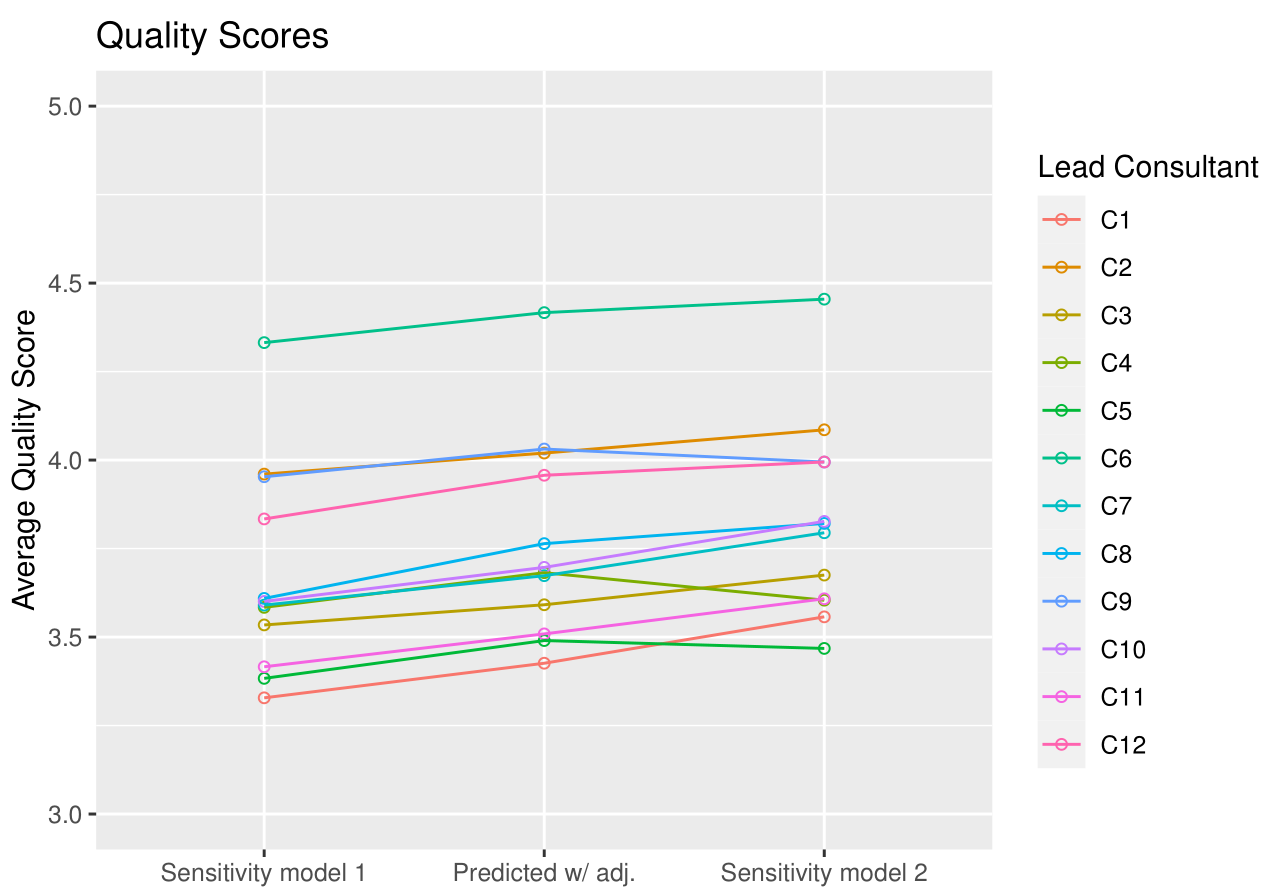 Quality Scores
Average Quality Score
5.0
4.5
4.0
3.5
3.0
Sensitivity model 1
Predicted w/ adj.
Sensitivity model 2
Lead Consultant
C1
C2
C3
C4
C5
C6
C7
C8
C9
C10
C11
C12